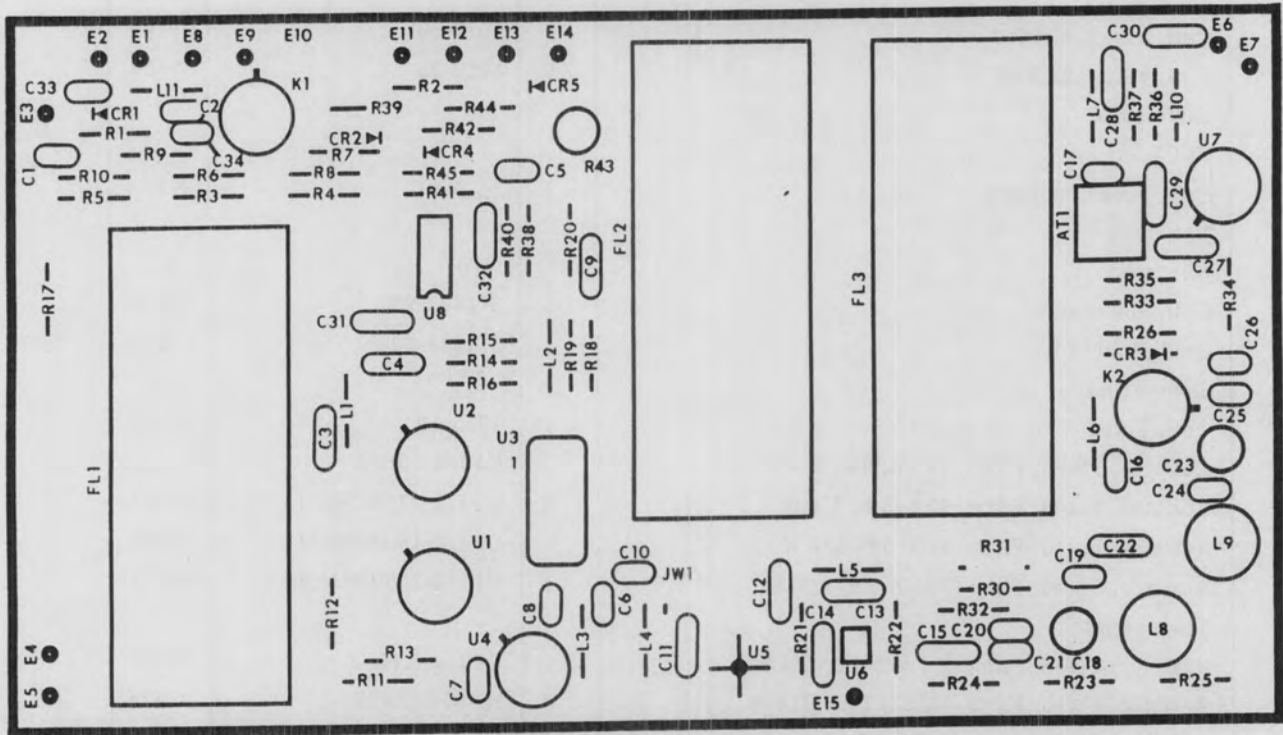 E2 E1 E8 E9 E10 E11 E12 E13 E14 C30 E6 E7
C33 L11 C2 K1 R2 CR5 L7 C28 R37 R36 L10
E3 CR1 R39 R44 U7
R1 C34 CR2 R42 R43
C1 R9 R7 CR4 C5 C17
R10 R6 R8 R45 C29
R5 R3 R4 R41 AT1
R17 C32 R40 R38 R20 C9 FL2 FL3 C27
U8 R35 R34
C31 R33
R15 L2 R19 R18 R26
C4 R14 CR3 C26
R16 K2
L1 U2 C25
C3 U3 L6
1 C16 C23
FL1 C24
U1 C10 R31 C22 L9
JW1 C12 L5 C19
R12 C8 C6 C14 C13 R30
U4 R32
E4 R13 L3 L4 C11 U5 R21 R22 C15 C20 L8
R11 C7 U6 C21 C18
E5 E15 R24 R23 R25